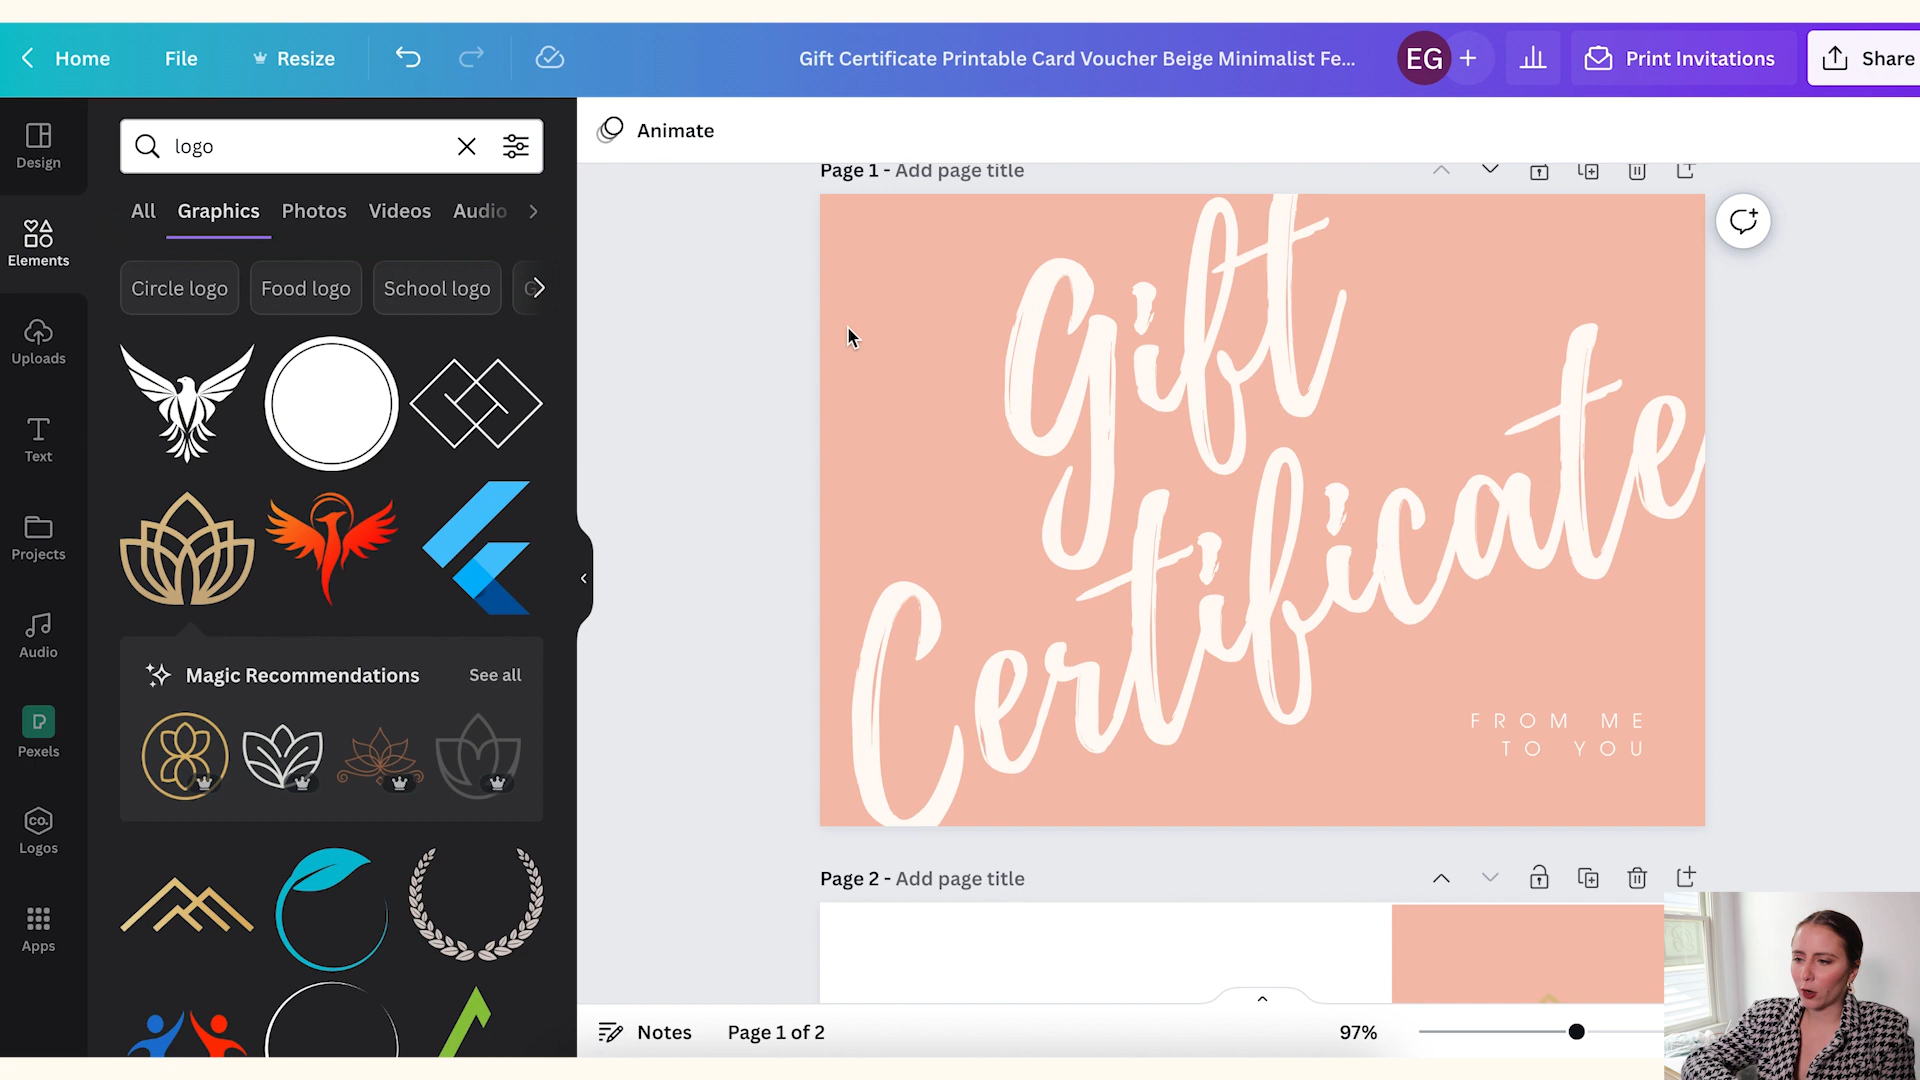 Home
File
Resize
Gift Certificate Printable Card Voucher Beige Minimalist Fe...
EG
Print Invitations
Share
Design
Elements
Uploads
Text
Projects
Audio
Pexels
co.
Logos
Apps
logo
All
Graphics
Photos
Videos
Audio
Circle logo
Food logo
School logo
Magic Recommendations
See all
Animate
Page 1 - Add page title
Gift
Certificate
FROM ME
TO YOU
Page 2 - Add page title
Notes
Page 1 of 2
97%